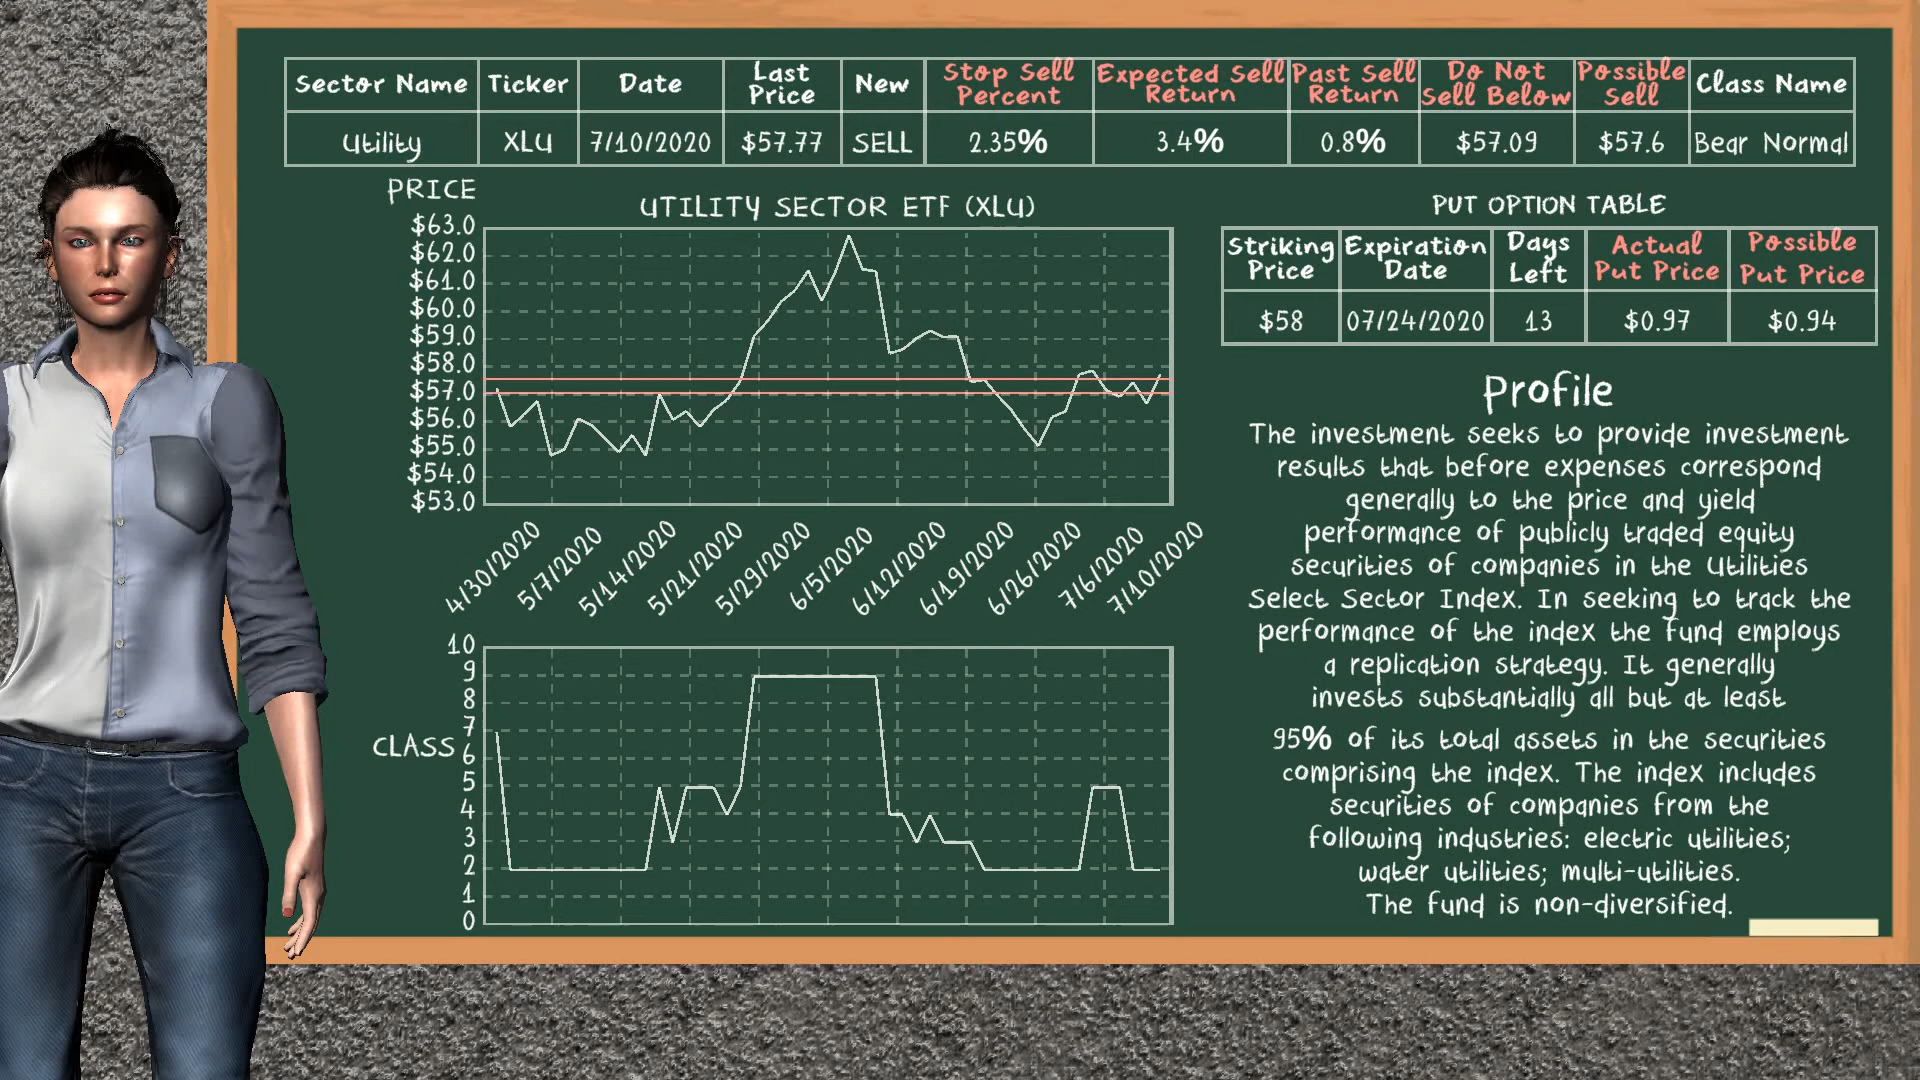 Sector Name Ticker Date Last Price New Stop Sell Percent Expected Sell Return Past Sell Return Do Not Sell Below Possible Sell Class Name
Utility XLU 7/10/2020 $57.77 SELL 2.35% 3.4% 0.8% $57.09 $57.6 Bear Normal
PRICE
UTILITY SECTOR ETF (XLU)
$63.0
$62.0
$61.0
$60.0
$59.0
$58.0
$57.0
$56.0
$55.0
$54.0
$53.0
4/30/2020 5/7/2020 5/14/2020 5/21/2020 5/29/2020 6/5/2020 6/12/2020 6/19/2020 6/26/2020 7/6/2020 7/10/2020
CLASS
10
9
8
7
6
5
4
3
2
1
0
PUT OPTION TABLE
Striking Price Expiration Date Days Left Actual Put Price Possible Put Price
$58 07/24/2020 13 $0.97 $0.94
Profile
The investment seeks to provide investment
results that before expenses correspond
generally to the price and yield
performance of publicly traded equity
securities of companies in the Utilities
Select Sector Index. In seeking to track the
performance of the index the fund employs
a replication strategy. It generally
invests substantially all but at least
95% of its total assets in the securities
comprising the index. The index includes
securities of companies from the
following industries: electric utilities;
water utilities; multi-utilities.
The fund is non-diversified.